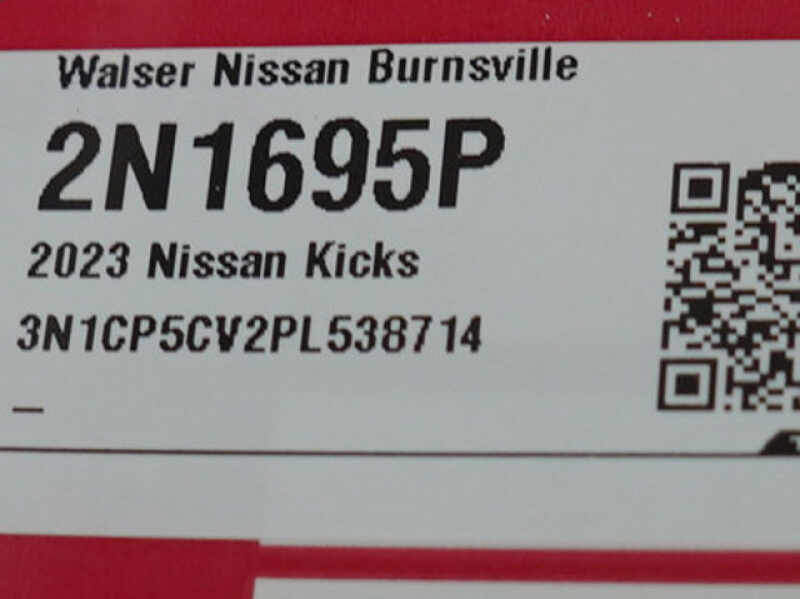 Walser Nissan Burnsville
2N1695P
2023 Nissan Kicks
3N1CP5CV2PL538714
_